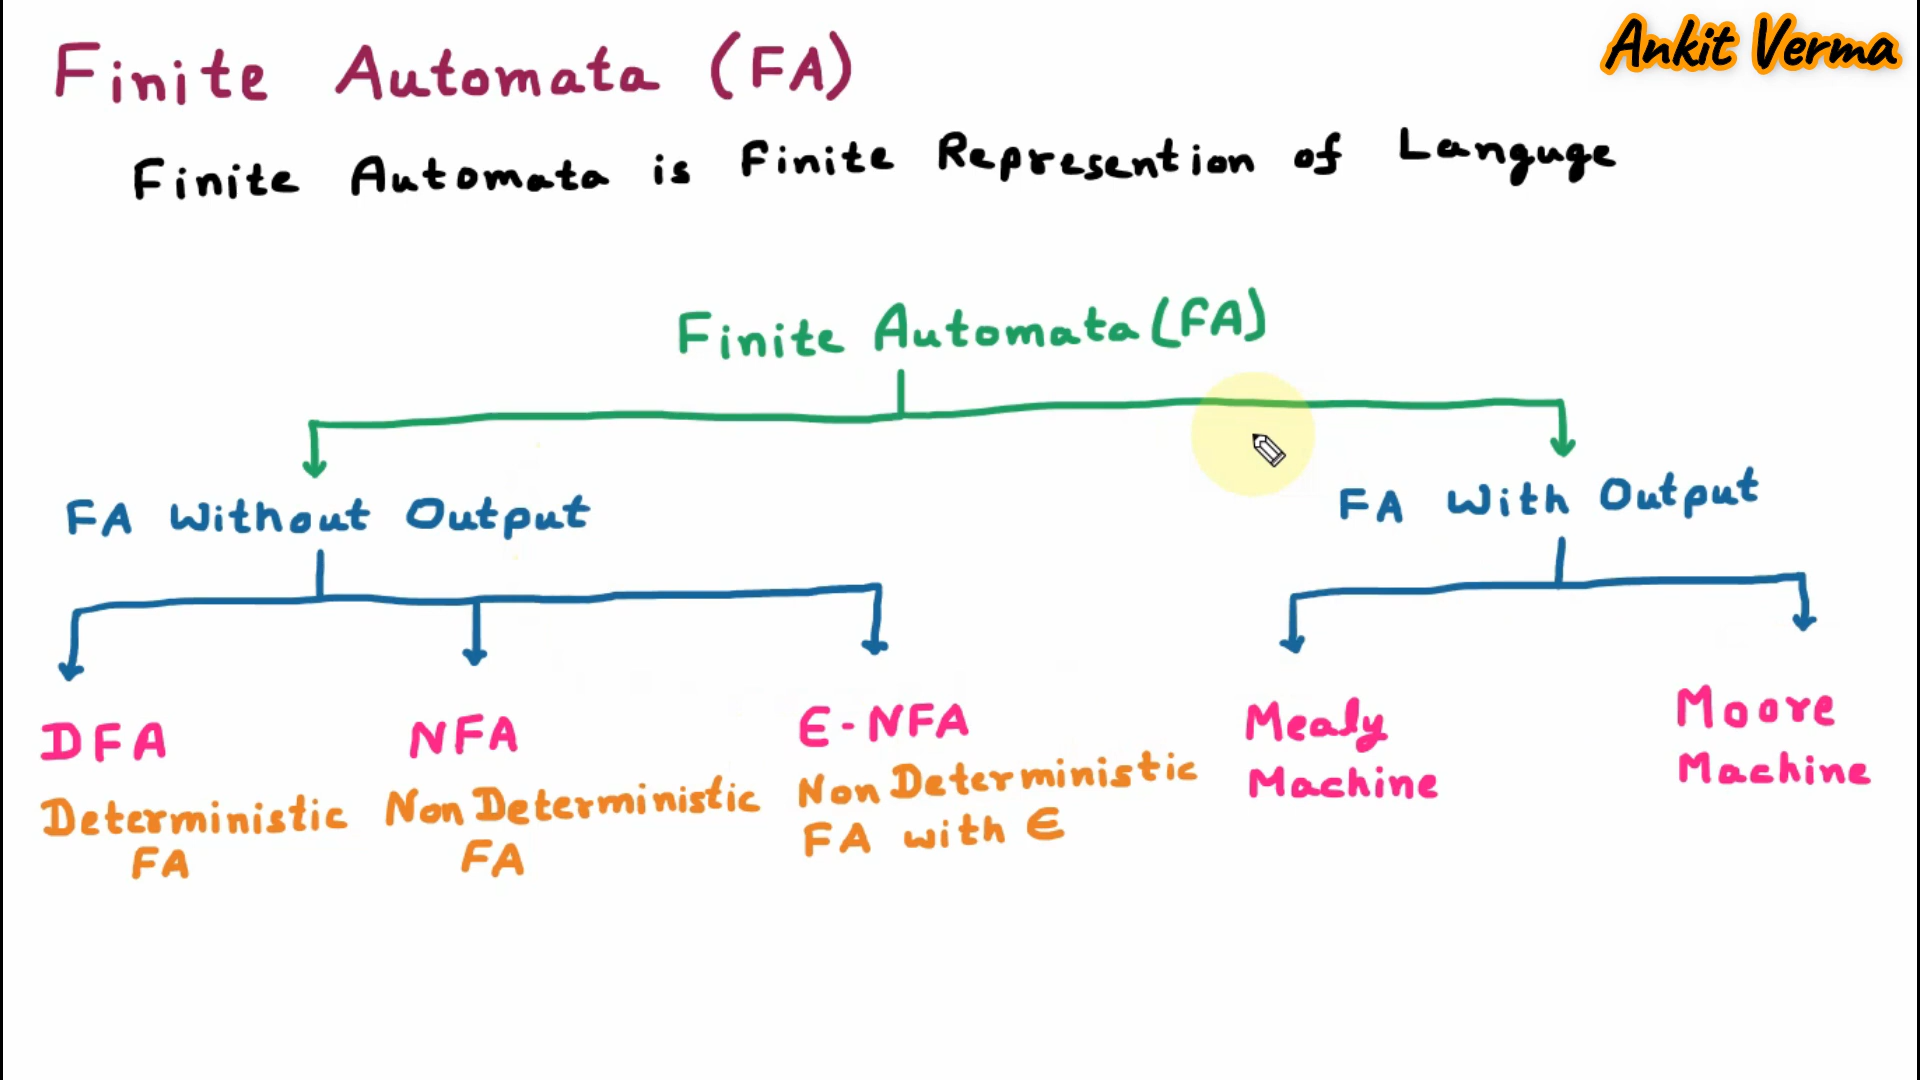 Ankit Verma
Finite Automata (FA)
Finite Automata is Finite Represention of Languge
Finite Automata (FA)
FA Without Output
FA With Output
DFA
Deterministic
FA
NFA
Non Deterministic
FA
E-NFA
Non Deterministic
FA with E
Mealy
Machine
Moore
Machine